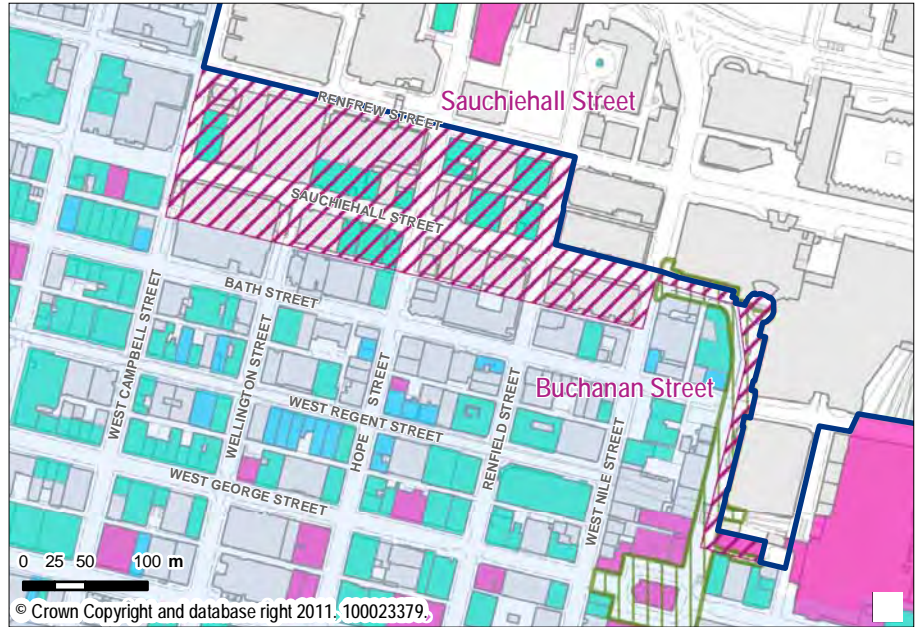 Sauchiehall Street
RENFREW STREET
SAUCHIEHALL STREET
BATH STREET
Buchanan Street
WEST CAMPBELL STREET
WELLINGTON STREET
HOPE STREET
WEST REGENT STREET
RENFIELD STREET
WEST NILE STREET
WEST GEORGE STREET
0 25 50 100 m
© Crown Copyright and database right 2011. 100023379.